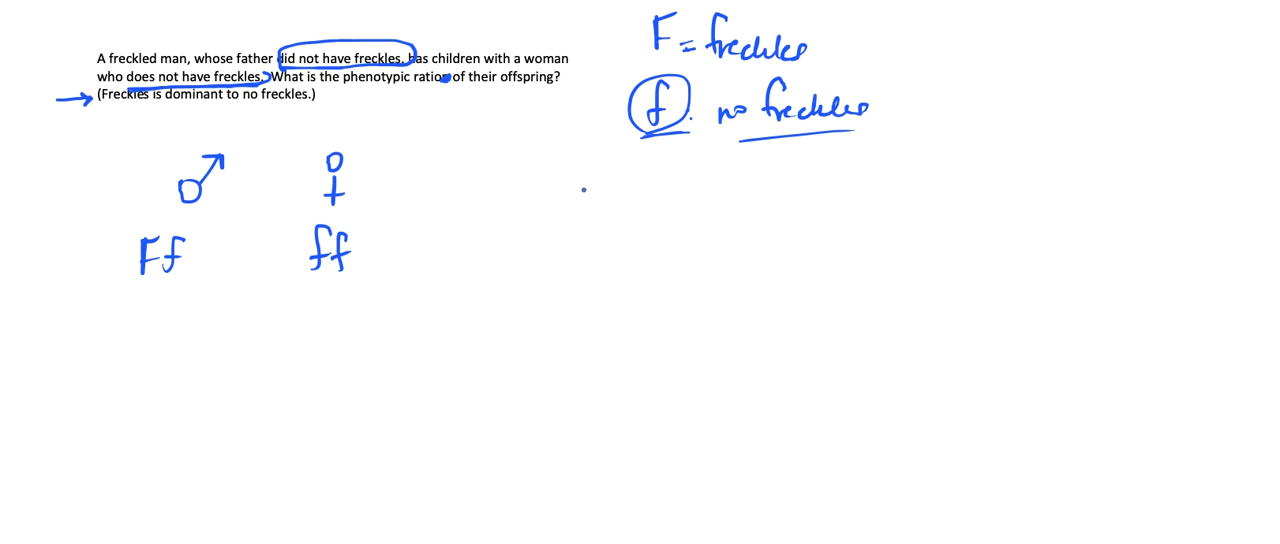 A freckled man, whose father did not have freckles, has children with a woman
who does not have freckles. What is the phenotypic ratios of their offspring?
(Freckles is dominant to no freckles.)
F = freckles
f no freckles
Ff ff